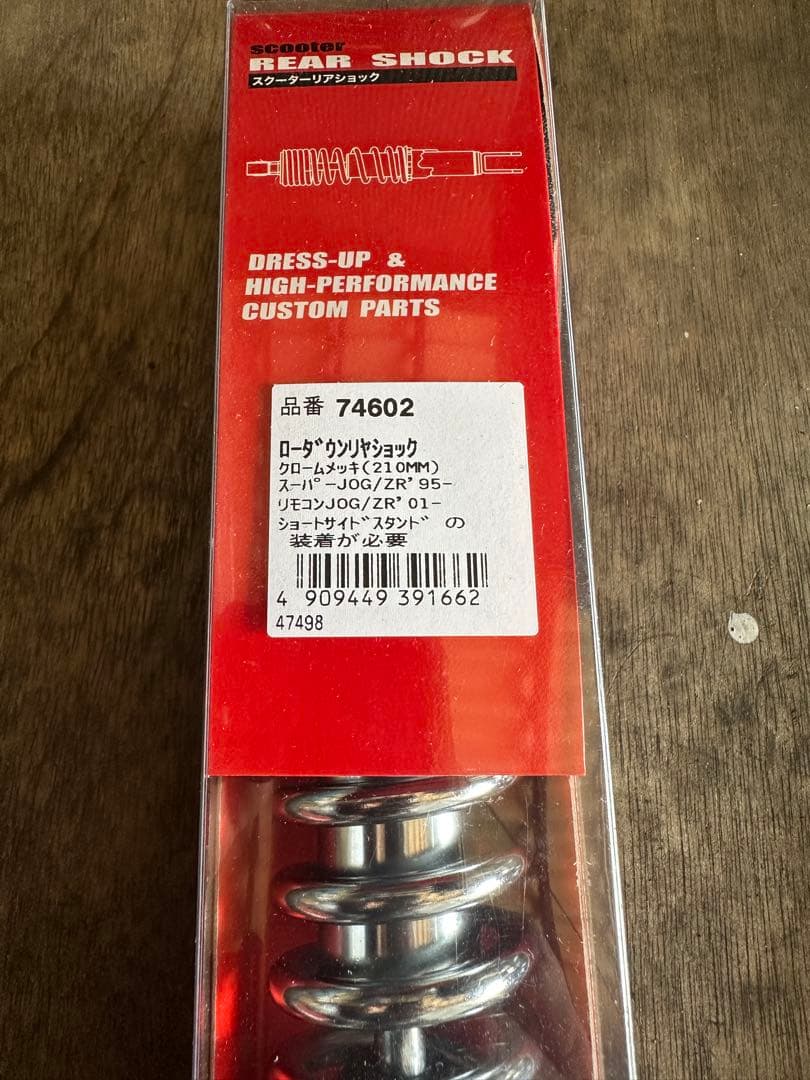 scooter
REAR SHOCK
スクーターリアショック
DRESS-UP &
HIGH-PERFORMANCE
CUSTOM PARTS
品番 74602
ローダウンリヤショック
クロームメッキ(210MM)
スーパーJOG/ZR'95-
リモコンJOG/ZR'01-
ショートサイドスタンド の
装着が必要
4 909449 391662
47498